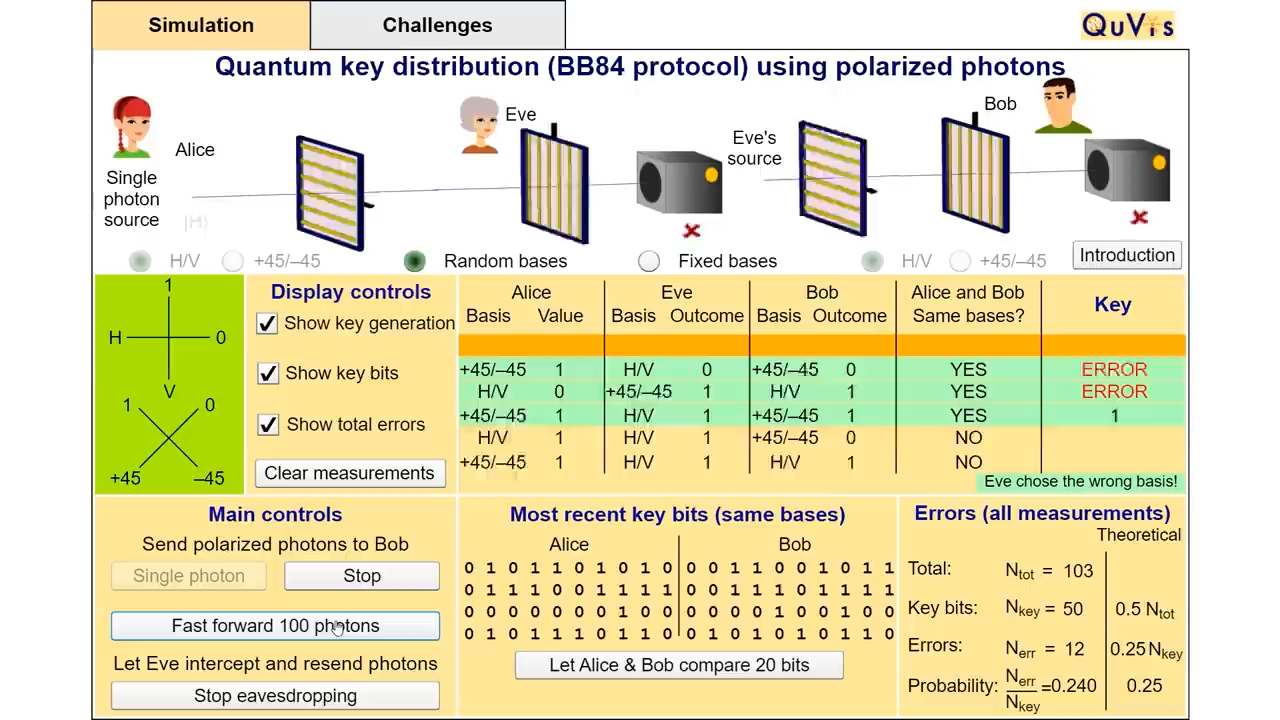 Simulation
Challenges
QuVis
Quantum key distribution (BB84 protocol) using polarized photons
Alice
Eve
Eve's source
Bob
Single photon source
|H⟩
H/V +45/–45
Random bases
Fixed bases
H/V +45/–45
Introduction
1
H 0
V
1 0
+45 –45
Display controls
Show key generation
Show key bits
Show total errors
Clear measurements
Alice Eve Bob Alice and Bob Key
Basis Value Basis Outcome Basis Outcome Same bases?
+45/–45 1 H/V 0 +45/–45 0 YES ERROR
H/V 0 +45/–45 1 H/V 1 YES ERROR
+45/–45 1 H/V 1 +45/–45 1 YES 1
H/V 1 H/V 1 +45/–45 0 NO
+45/–45 1 H/V 1 H/V 1 NO
Eve chose the wrong basis!
Main controls
Send polarized photons to Bob
Single photon
Stop
Fast forward 100 photons
Let Eve intercept and resend photons
Stop eavesdropping
Most recent key bits (same bases)
Alice Bob
0 1 0 1 1 0 1 0 1 0 0 0 1 1 0 0 1 0 1 1
0 1 1 0 1 1 1 1 1 1 0 1 1 0 1 1 1 1 1 1
0 0 0 0 0 0 0 1 0 0 0 0 0 0 1 0 0 1 0 0
0 1 0 1 1 0 1 1 1 0 0 1 0 1 0 1 0 1 1 0
Let Alice & Bob compare 20 bits
Errors (all measurements)
Theoretical
Total: Ntot = 103
Key bits: Nkey = 50 0.5 Ntot
Errors: Nerr = 12 0.25 Nkey
Probability: Nerr/Nkey =0.240 0.25